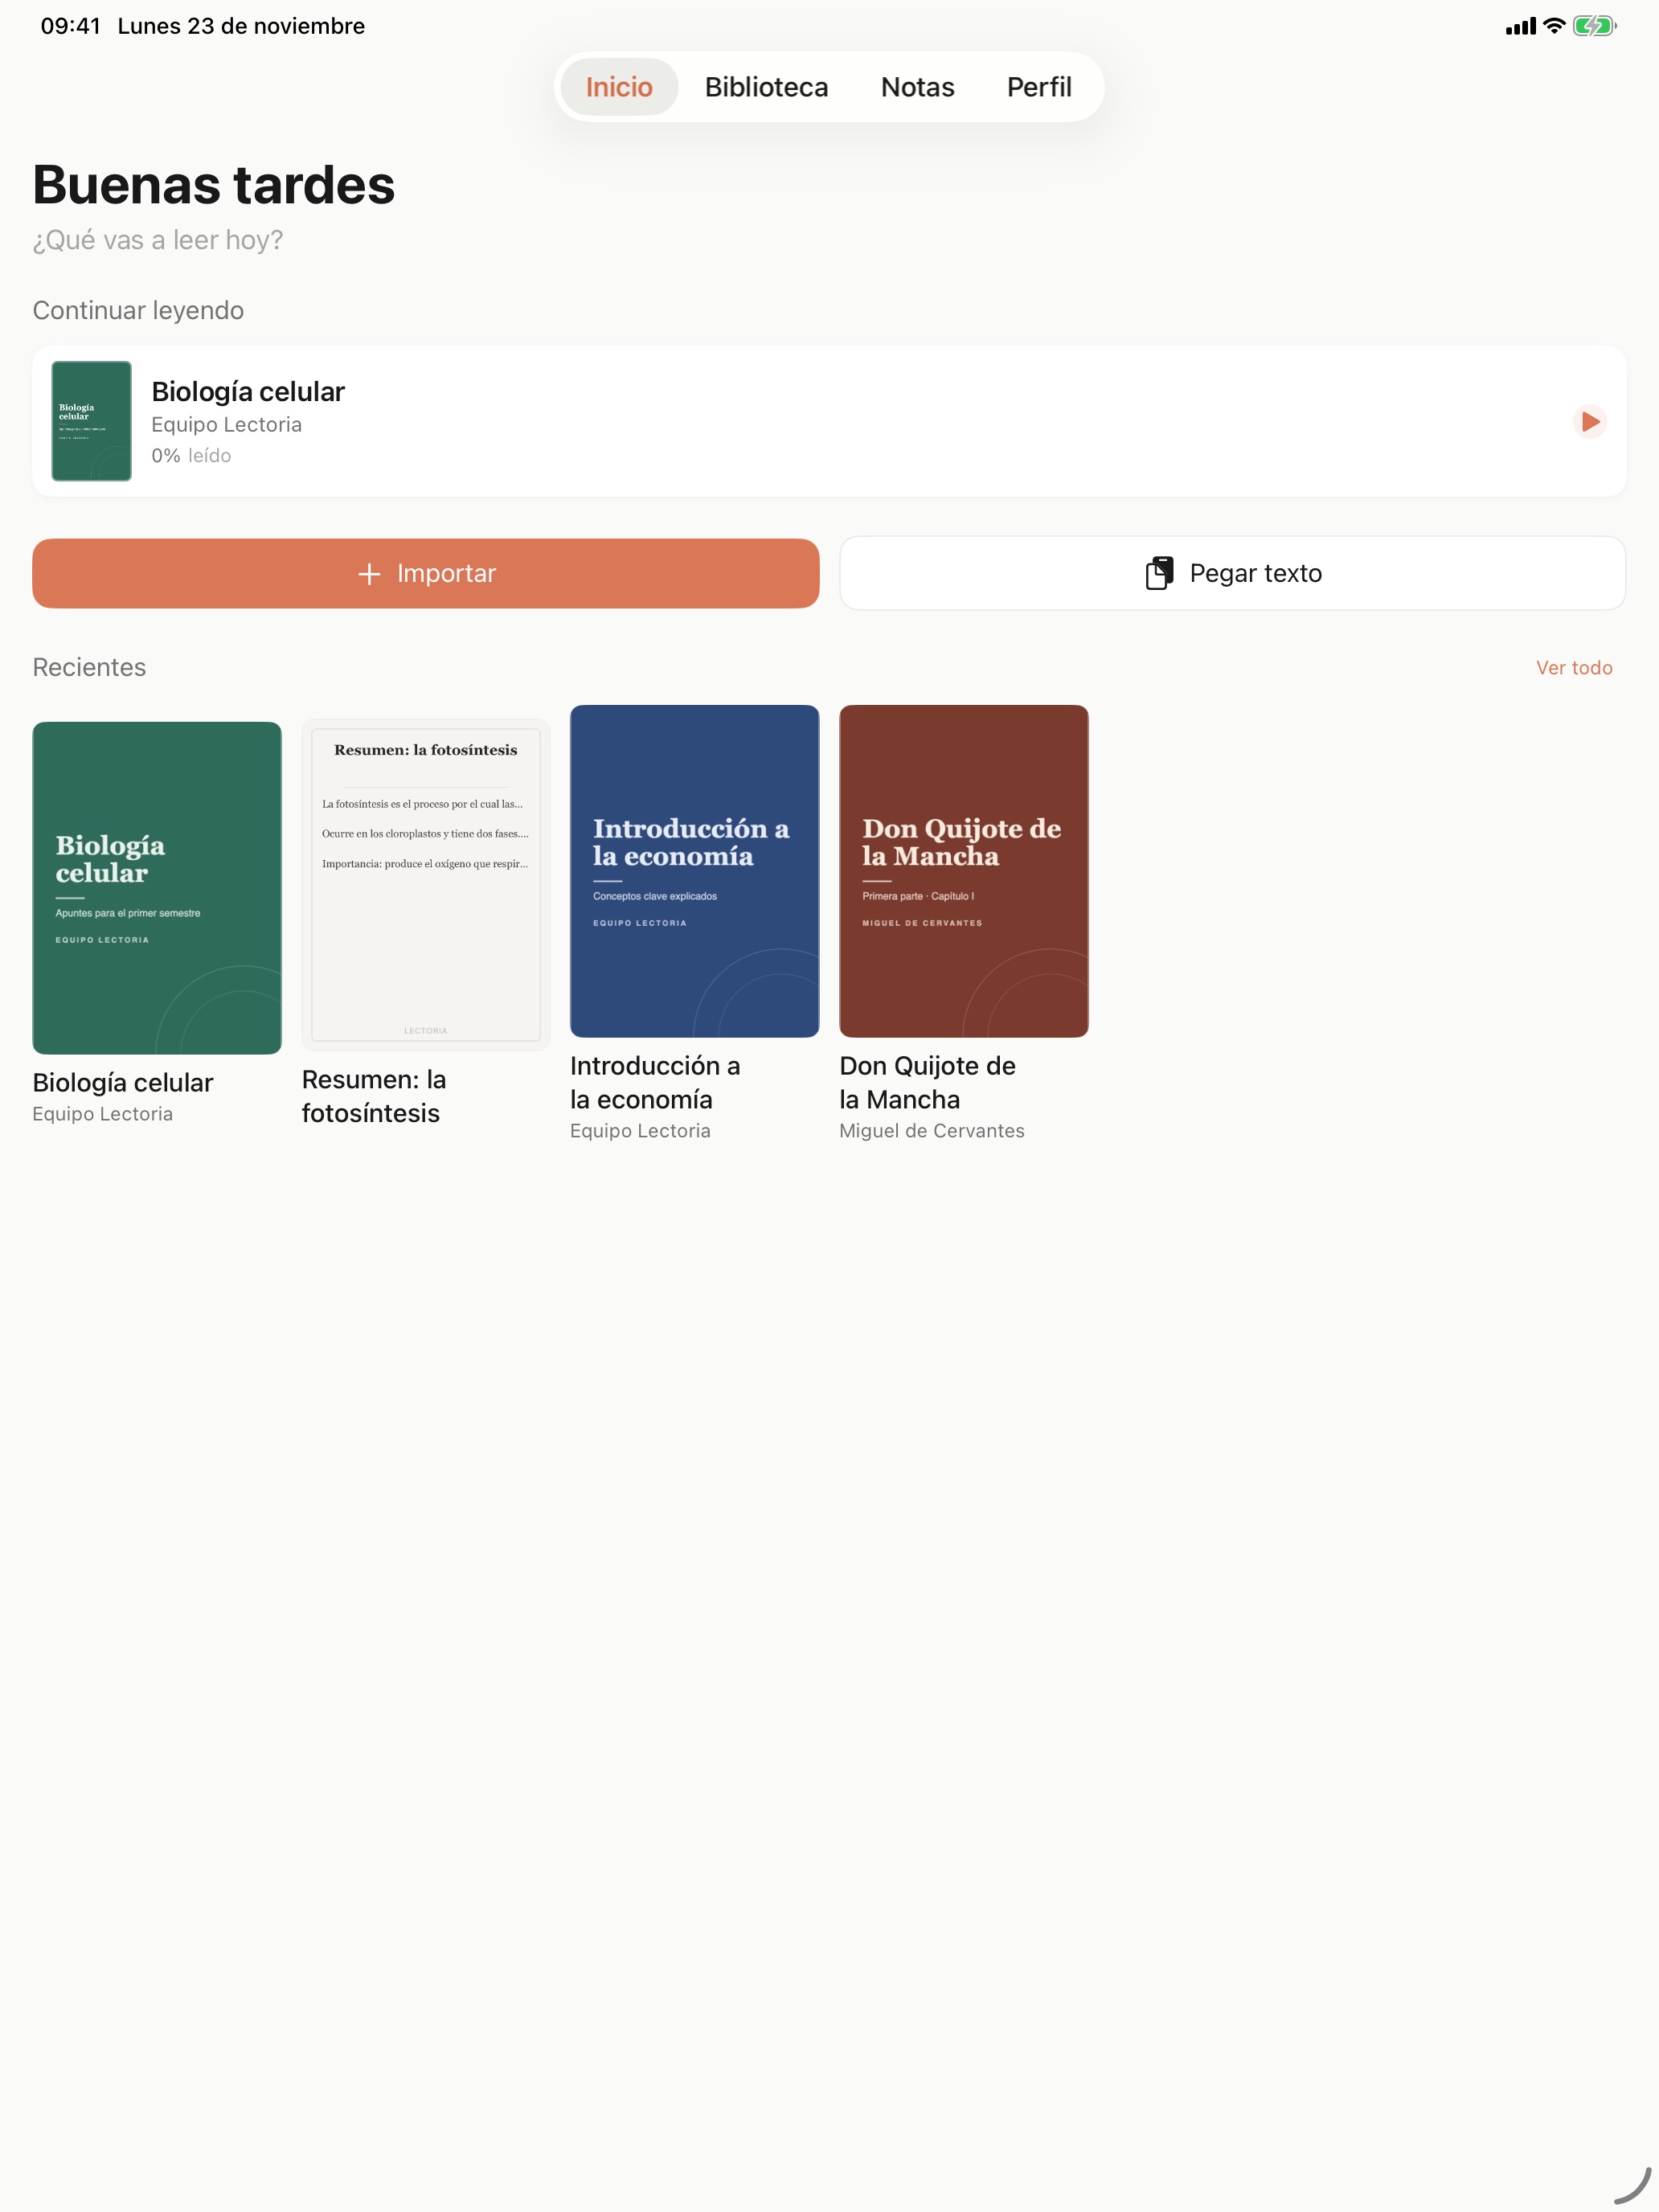 09:41 Lunes 23 de noviembre
Inicio Biblioteca Notas Perfil
Buenas tardes
¿Qué vas a leer hoy?
Continuar leyendo
Biología
celular
Biología celular
Equipo Lectoria
0% leído
Importar
Pegar texto
Recientes
Ver todo
Biología
celular
Apuntes para el primer semestre
EQUIPO LECTORIA
Biología celular
Equipo Lectoria
Resumen: la fotosíntesis
La fotosíntesis es el proceso por el cual las...
Ocurre en los cloroplastos y tiene dos fases....
Importancia: produce el oxígeno que respir...
LECTORIA
Resumen: la
fotosíntesis
Introducción a
la economía
Conceptos clave explicados
EQUIPO LECTORIA
Introducción a
la economía
Equipo Lectoria
Don Quijote de
la Mancha
Primera parte · Capítulo I
MIGUEL DE CERVANTES
Don Quijote de
la Mancha
Miguel de Cervantes